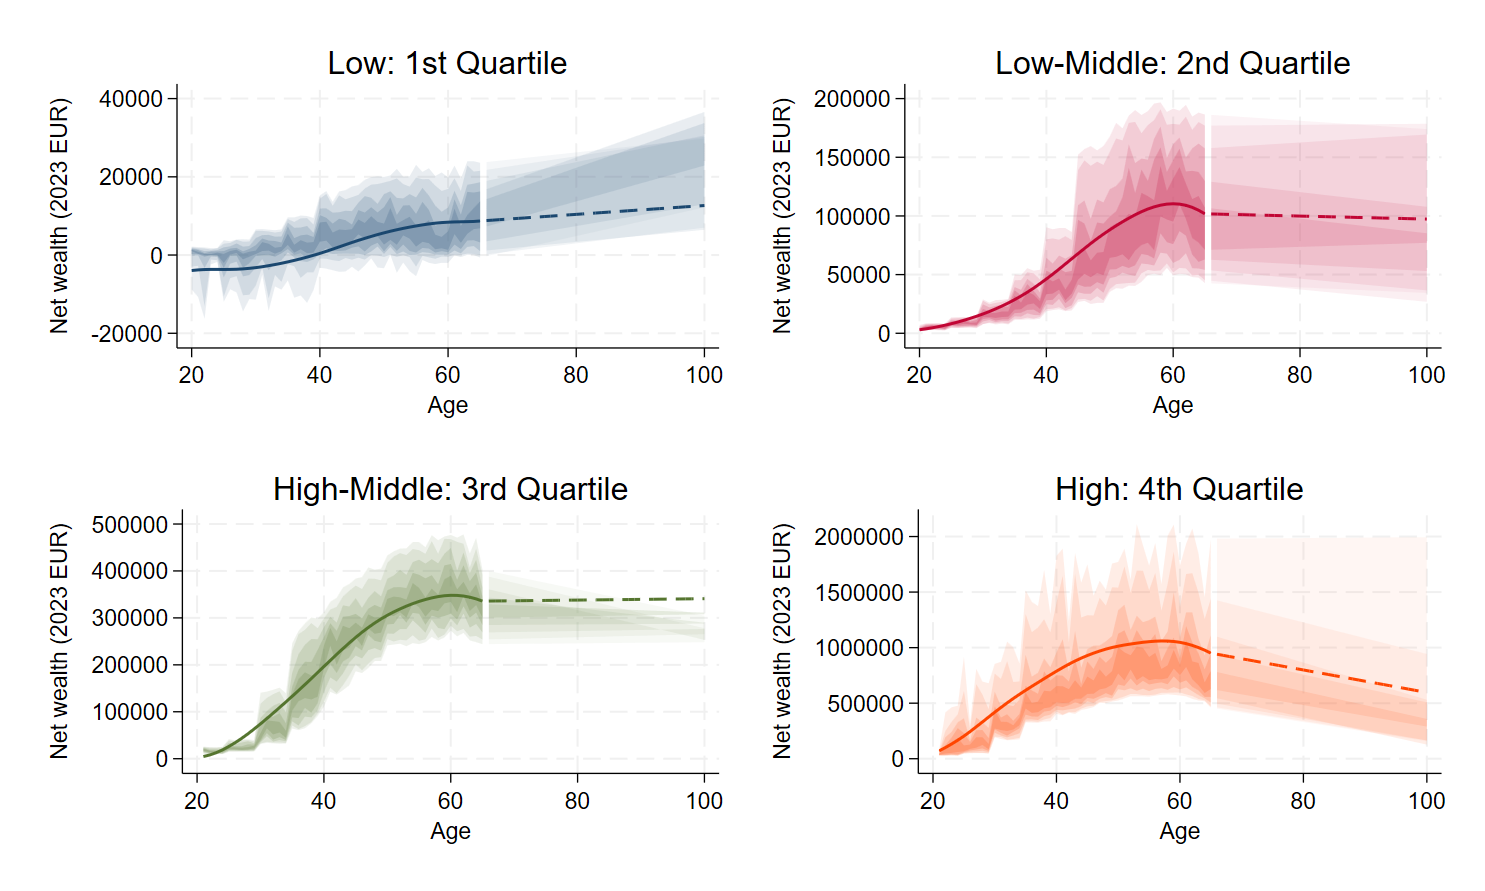 Low: 1st Quartile
Net wealth (2023 EUR)
40000
20000
0
-20000
20 40 60 80 100
Age
Low-Middle: 2nd Quartile
Net wealth (2023 EUR)
200000
150000
100000
50000
0
20 40 60 80 100
Age
High-Middle: 3rd Quartile
Net wealth (2023 EUR)
500000
400000
300000
200000
100000
0
20 40 60 80 100
Age
High: 4th Quartile
Net wealth (2023 EUR)
2000000
1500000
1000000
500000
0
20 40 60 80 100
Age